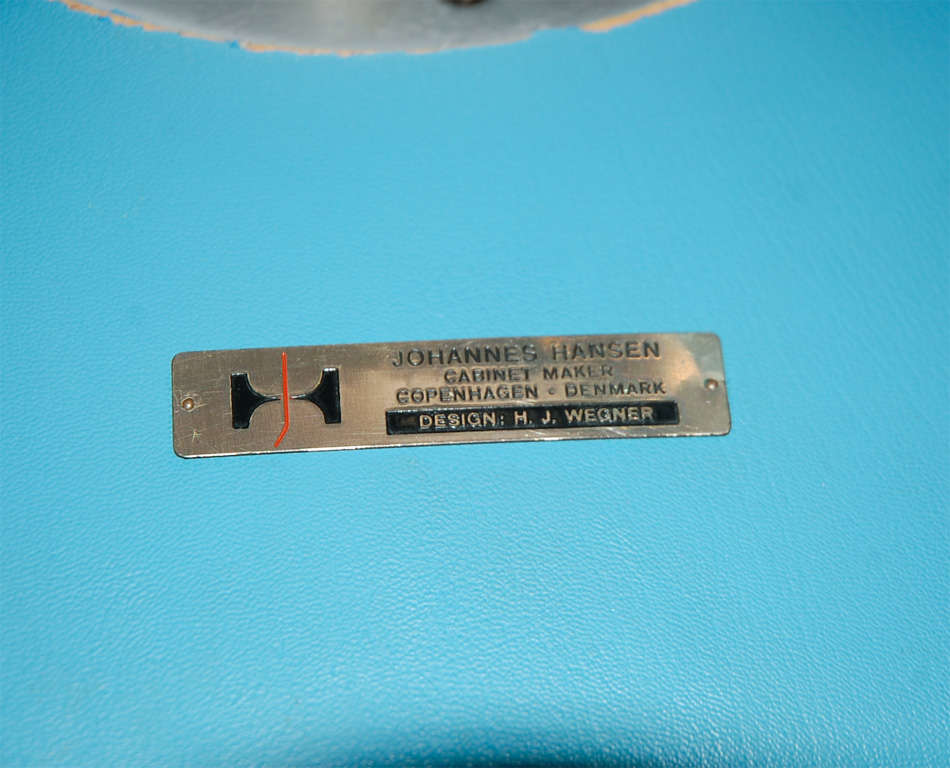 JOHANNES HANSEN
CABINET MAKER
COPENHAGEN · DENMARK
DESIGN: H. J. WEGNER